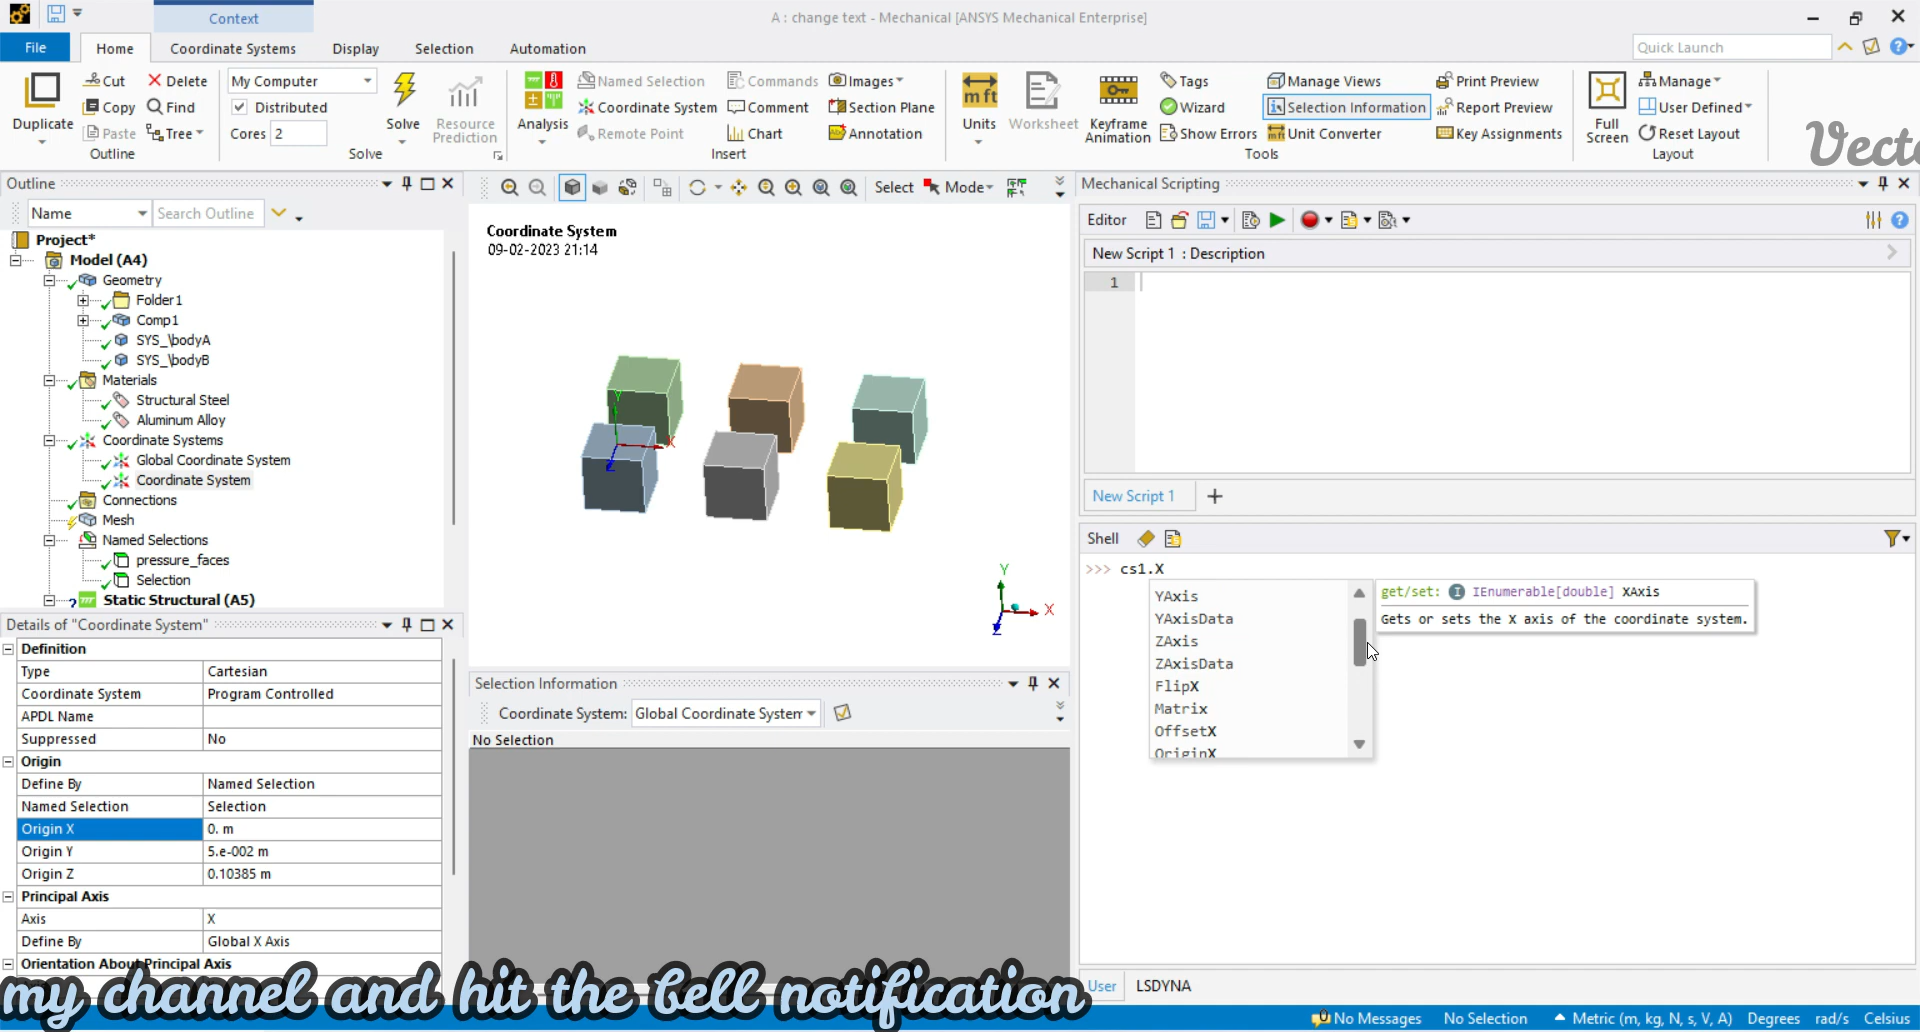 Context
A : change text - Mechanical [ANSYS Mechanical Enterprise]
File
Home
Coordinate Systems
Display
Selection
Automation
Quick Launch
Duplicate
Cut
Copy
Paste
Delete
Find
Tree
Outline
My Computer
Distributed
Cores 2
Solve
Resource Prediction
Solve
Analysis
Named Selection
Coordinate System
Remote Point
Commands
Comment
Chart
Images
Section Plane
Annotation
Insert
Units
Worksheet
Keyframe Animation
Tags
Wizard
Show Errors
Manage Views
Selection Information
Unit Converter
Print Preview
Report Preview
Key Assignments
Tools
Full Screen
Manage
User Defined
Reset Layout
Layout
Outline
Name
Search Outline
Project*
Model (A4)
Geometry
Folder1
Comp1
SYS_\bodyA
SYS_\bodyB
Materials
Structural Steel
Aluminum Alloy
Coordinate Systems
Global Coordinate System
Coordinate System
Connections
Mesh
Named Selections
pressure_faces
Selection
Static Structural (A5)
Details of "Coordinate System"
Definition
Type Cartesian
Coordinate System Program Controlled
APDL Name
Suppressed No
Origin
Define By Named Selection
Named Selection Selection
Origin X 0. m
Origin Y 5.e-002 m
Origin Z 0.10385 m
Principal Axis
Axis X
Define By Global X Axis
Orientation About Principal Axis
Select
Mode
Coordinate System
09-02-2023 21:14
Y
X
Z
Y
X
Z
Selection Information
Coordinate System: Global Coordinate System
No Selection
Mechanical Scripting
Editor
New Script 1 : Description
1
New Script 1
Shell
>>> cs1.X
YAxis
YAxisData
ZAxis
ZAxisData
FlipX
Matrix
OffsetX
OriginX
get/set: IEnumerable[double] XAxis
Gets or sets the X axis of the coordinate system.
User
LSDYNA
my channel and hit the bell notification
No Messages
No Selection
Metric (m, kg, N, s, V, A)
Degrees
rad/s
Celsius